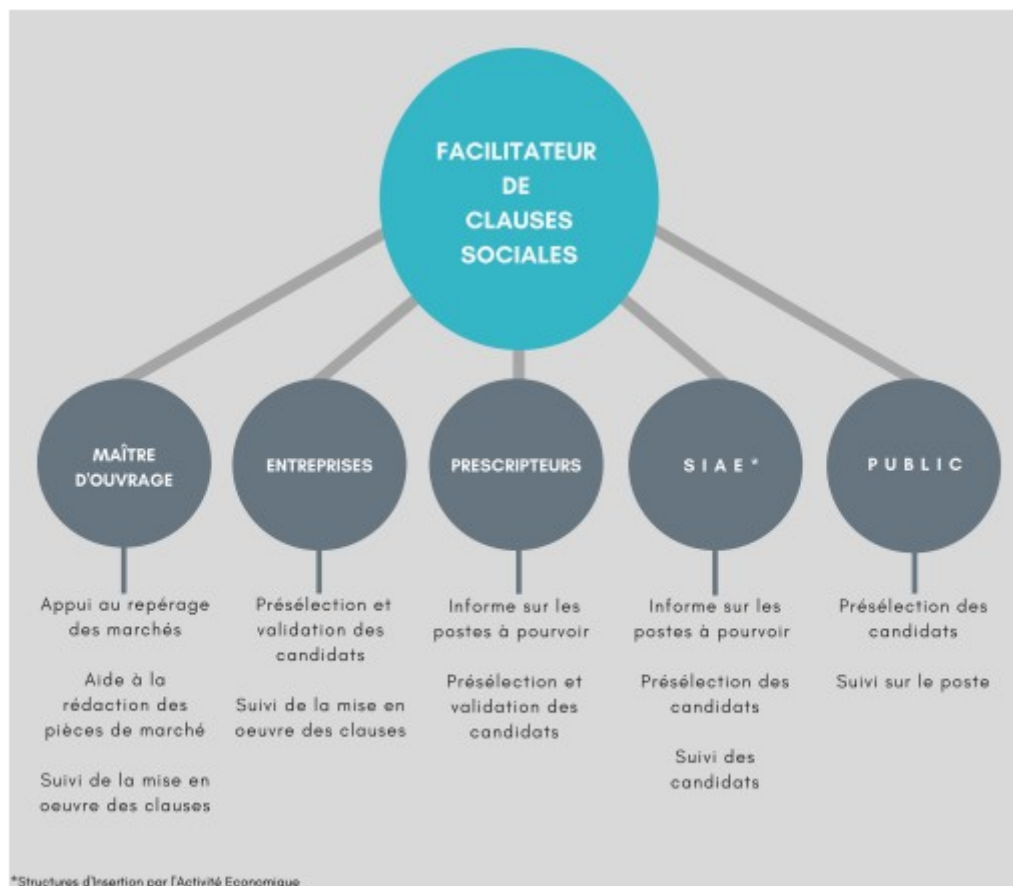 FACILITATEUR
DE
CLAUSES
SOCIALES
MAÎTRE
D'OUVRAGE
Appui au repérage
des marchés
Aide à la
rédaction des
pièces de marché
Suivi de la mise en
oeuvre des clauses
ENTREPRISES
Présélection et
validation des
candidats
Suivi de la mise en
oeuvre des clauses
PRESCRIPTEURS
Informe sur les
postes à pourvoir
Présélection et
validation des
candidats
SIAE*
Informe sur les
postes à pourvoir
Présélection des
candidats
Suivi des
candidats
PUBLIC
Présélection des
candidats
Suivi sur le poste
*Structures d'Insertion par l'Activité Economique